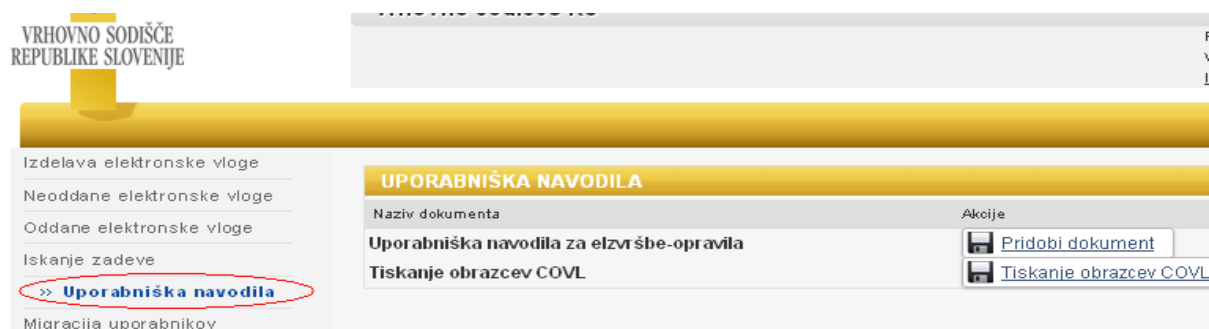 VRHOVNO SODIŠČE
REPUBLIKE SLOVENIJE
Izdelava elektronske vloge
Neoddane elektronske vloge
Oddane elektronske vloge
Iskanje zadeve
» Uporabniška navodila
Migracija uporabnikov
UPORABNIŠKA NAVODILA
Naziv dokumenta Akcije
Uporabniška navodila za eIzvršbe-opravila Pridobi dokument
Tiskanje obrazcev COVL Tiskanje obrazcev COVL